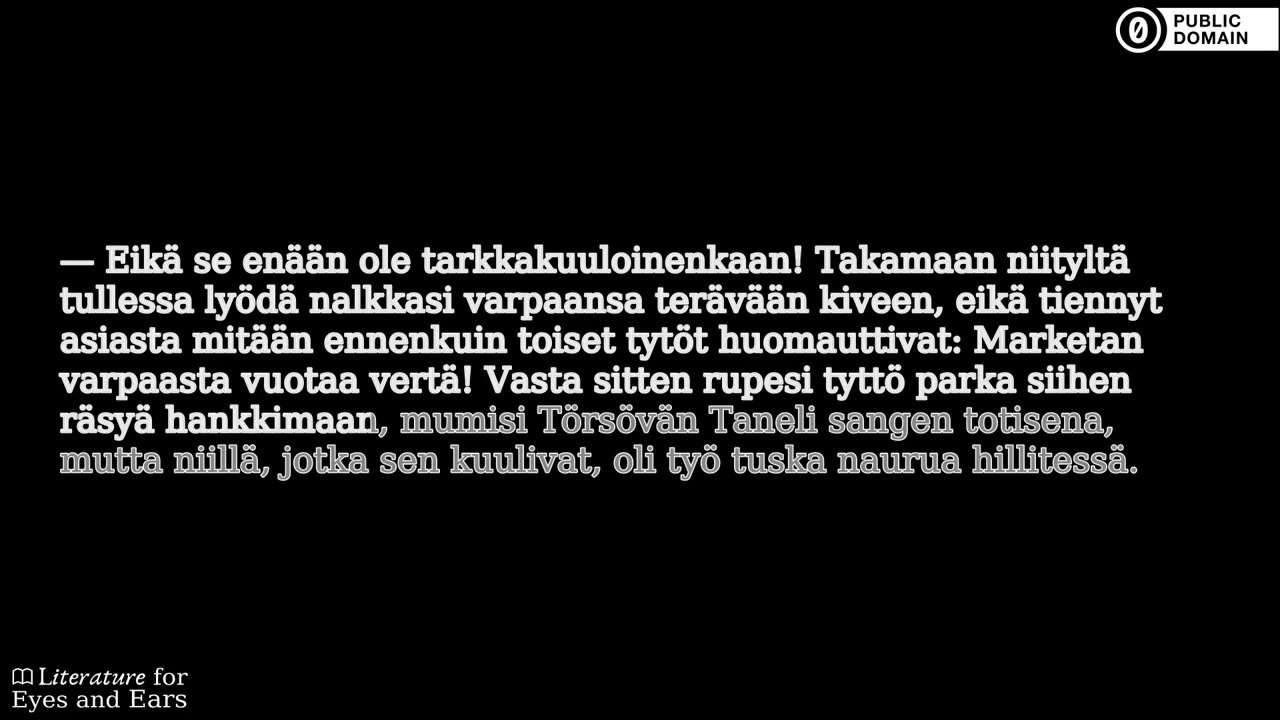 PUBLIC
DOMAIN
— Eikä se enään ole tarkkakuuloinenkaan! Takamaan niityltä
tullessa lyödä nalkkasi varpaansa terävään kiveen, eikä tiennyt
asiasta mitään ennenkuin toiset tytöt huomauttivat: Marketan
varpaasta vuotaa vertä! Vasta sitten rupesi tyttö parka siihen
räsyä hankkimaan, mumisi Törsövän Taneli sangen totisena,
mutta niillä, jotka sen kuulivat, oli työ tuska naurua hillitessä.
Literature for
Eyes and Ears